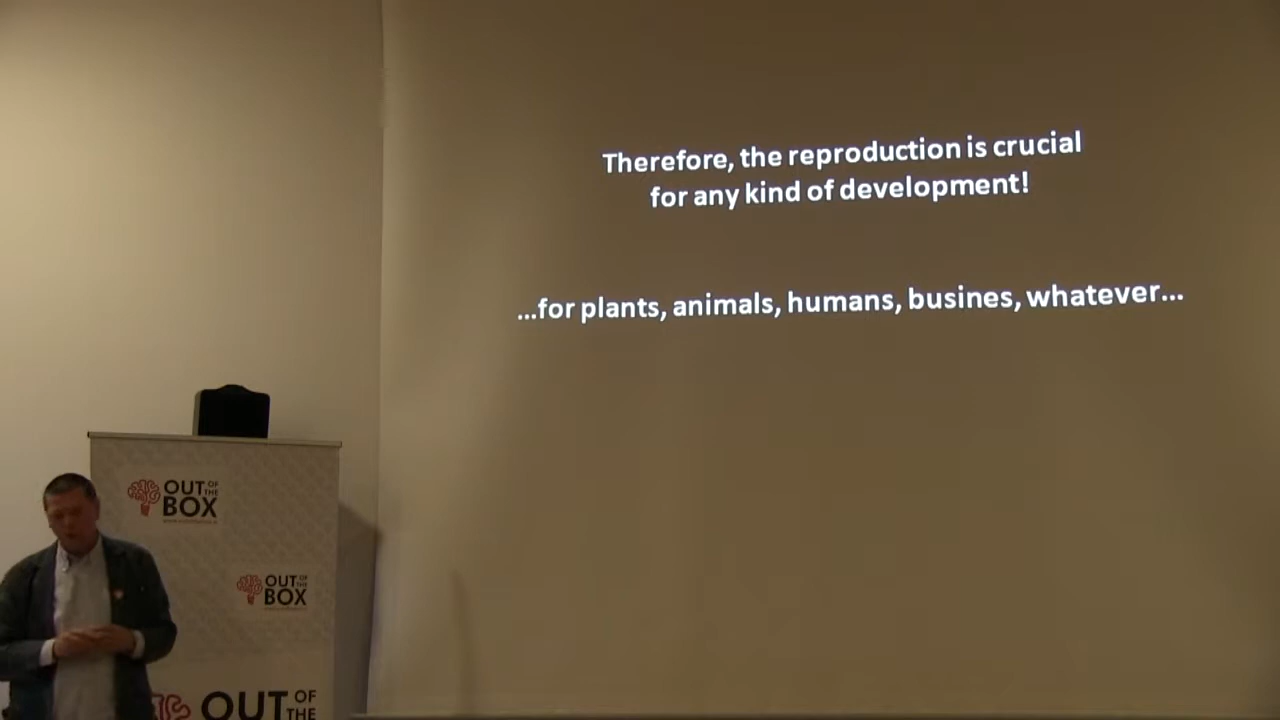 Therefore, the reproduction is crucial
for any kind of development!
...for plants, animals, humans, busines, whatever...
OUT OF THE
BOX
OUT OF THE
BOX
OUT OF THE